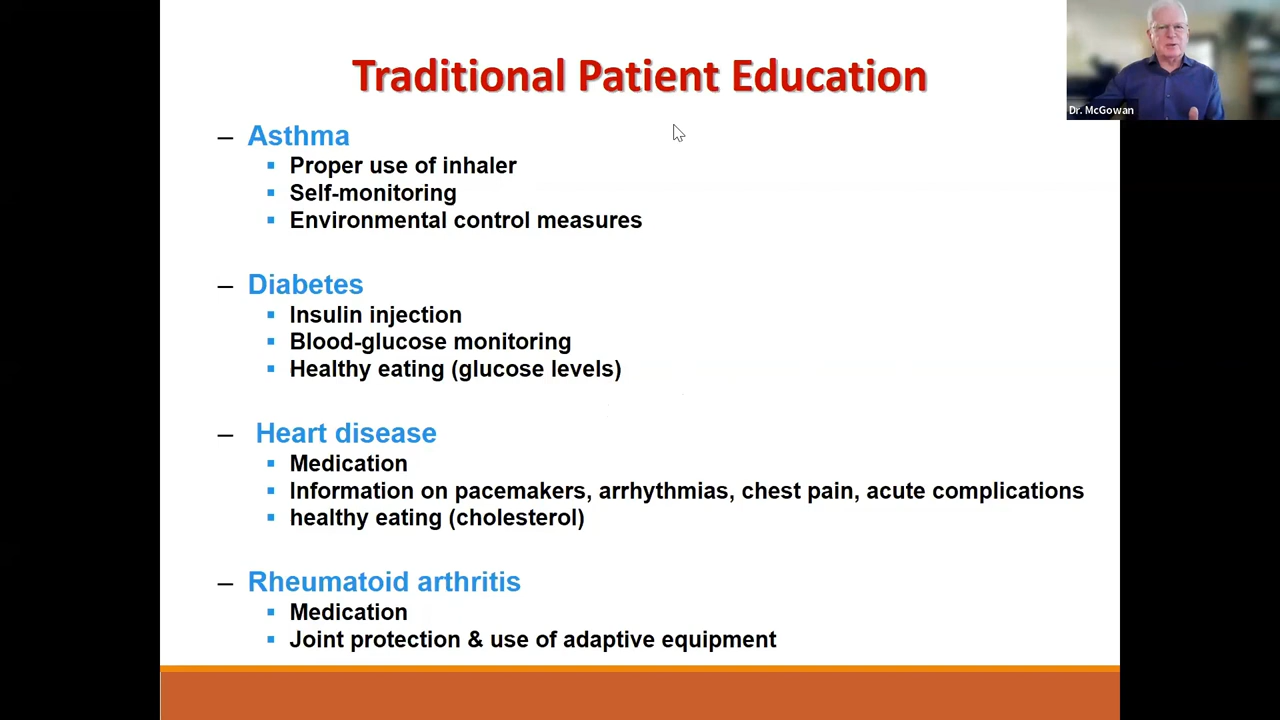 Traditional Patient Education
Dr. McGowan
– Asthma
▪ Proper use of inhaler
▪ Self-monitoring
▪ Environmental control measures
– Diabetes
▪ Insulin injection
▪ Blood-glucose monitoring
▪ Healthy eating (glucose levels)
– Heart disease
▪ Medication
▪ Information on pacemakers, arrhythmias, chest pain, acute complications
▪ healthy eating (cholesterol)
– Rheumatoid arthritis
▪ Medication
▪ Joint protection & use of adaptive equipment